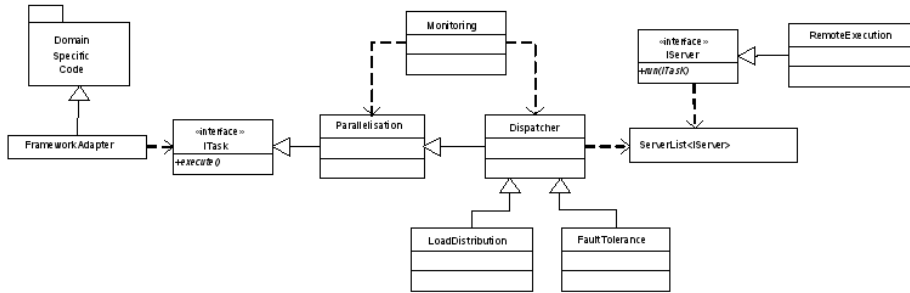 Domain
Specific
Code
FrameworkAdapter
«interface»
ITask
+execute()
Monitoring
Parallelisation
Dispatcher
LoadDistribution
FaultTolerance
«interface»
IServer
+run(ITask)
RemoteExecution
ServerList<IServer>